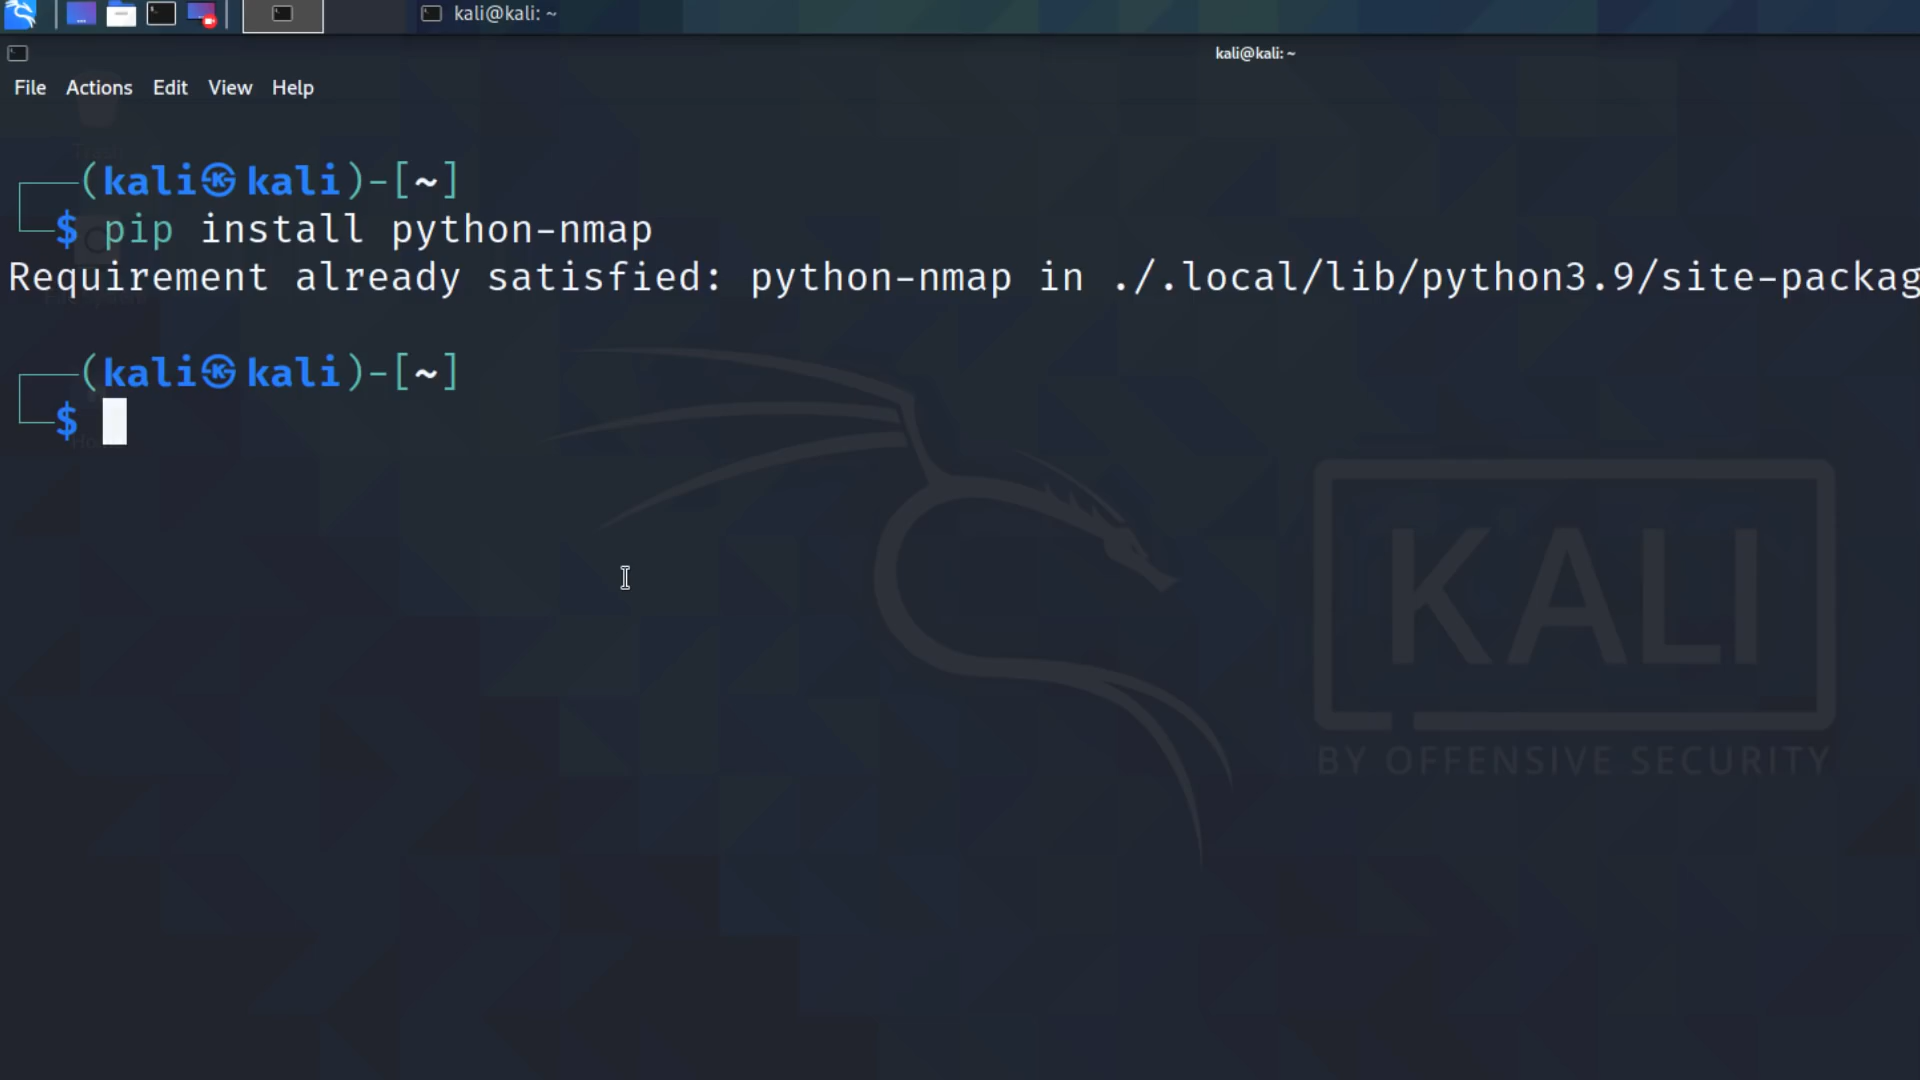 kali@kali: ~
kali@kali: ~
File Actions Edit View Help
(kali㉿kali)-[~]
$ pip install python-nmap
Requirement already satisfied: python-nmap in ./.local/lib/python3.9/site-packag
(kali㉿kali)-[~]
$
KALI
BY OFFENSIVE SECURITY